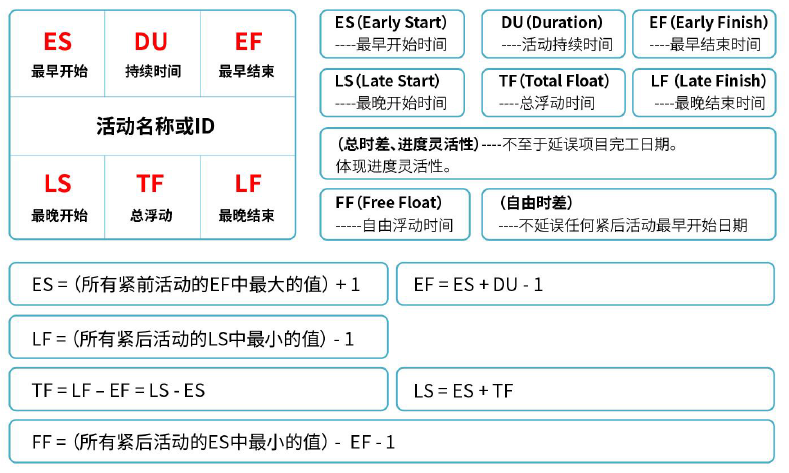 ES DU EF
最早开始 持续时间 最早结束
活动名称或ID
LS TF LF
最晚开始 总浮动 最晚结束
ES（Early Start）
----最早开始时间
DU（Duration）
----活动持续时间
EF（Early Finish）
----最早结束时间
LS（Late Start）
----最晚开始时间
TF（Total Float）
----总浮动时间
LF （Late Finish）
----最晚结束时间
（总时差、进度灵活性）----不至于延误项目完工日期。
体现进度灵活性。
FF（Free Float）
-----自由浮动时间
（自由时差）
----不延误任何紧后活动最早开始日期
ES =（所有紧前活动的EF中最大的值）+ 1
EF = ES + DU - 1
LF =（所有紧后活动的LS中最小的值）- 1
TF = LF – EF = LS - ES
LS = ES + TF
FF =（所有紧后活动的ES中最小的值）- EF - 1